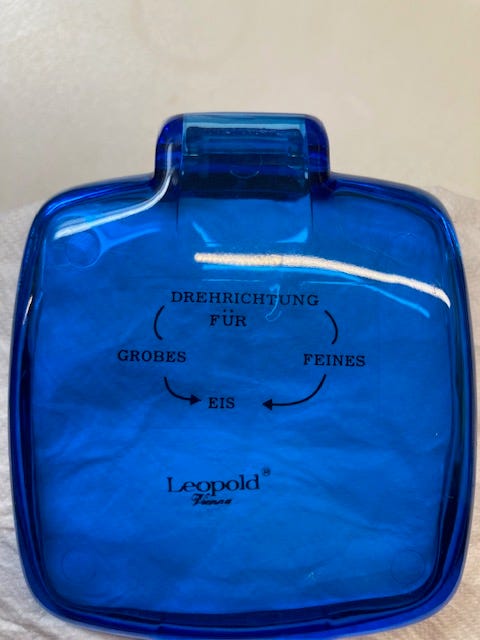 DREHRICHTUNG
FÜR
GROBES FEINES
EIS
Leopold®
Vienna